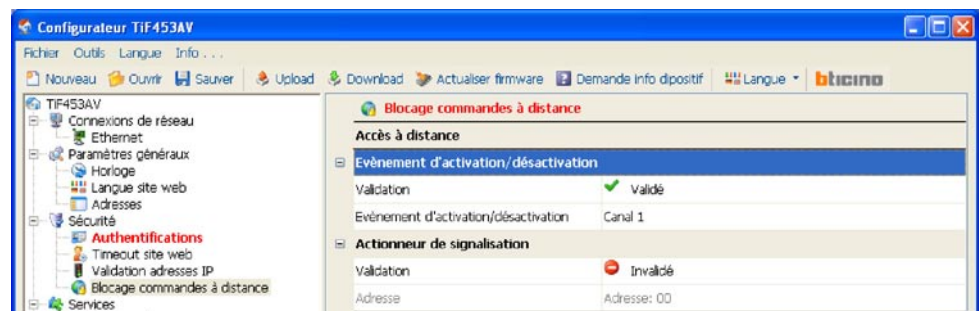 Configurateur TiF453AV
Fichier Outils Langue Info . . .
Nouveau Ouvrir Sauver Upload Download Actualiser firmware Demande info dipositif Langue bticino
TiF453AV
Connexions de réseau
Ethernet
Paramètres généraux
Horloge
Langue site web
Adresses
Sécurité
Authentifications
Timeout site web
Validation adresses IP
Blocage commandes à distance
Services
Blocage commandes à distance
Accès à distance
Evènement d'activation/désactivation
Validation Validé
Evènement d'activation/désactivation Canal 1
Actionneur de signalisation
Validation Invalidé
Adresse Adresse: 00